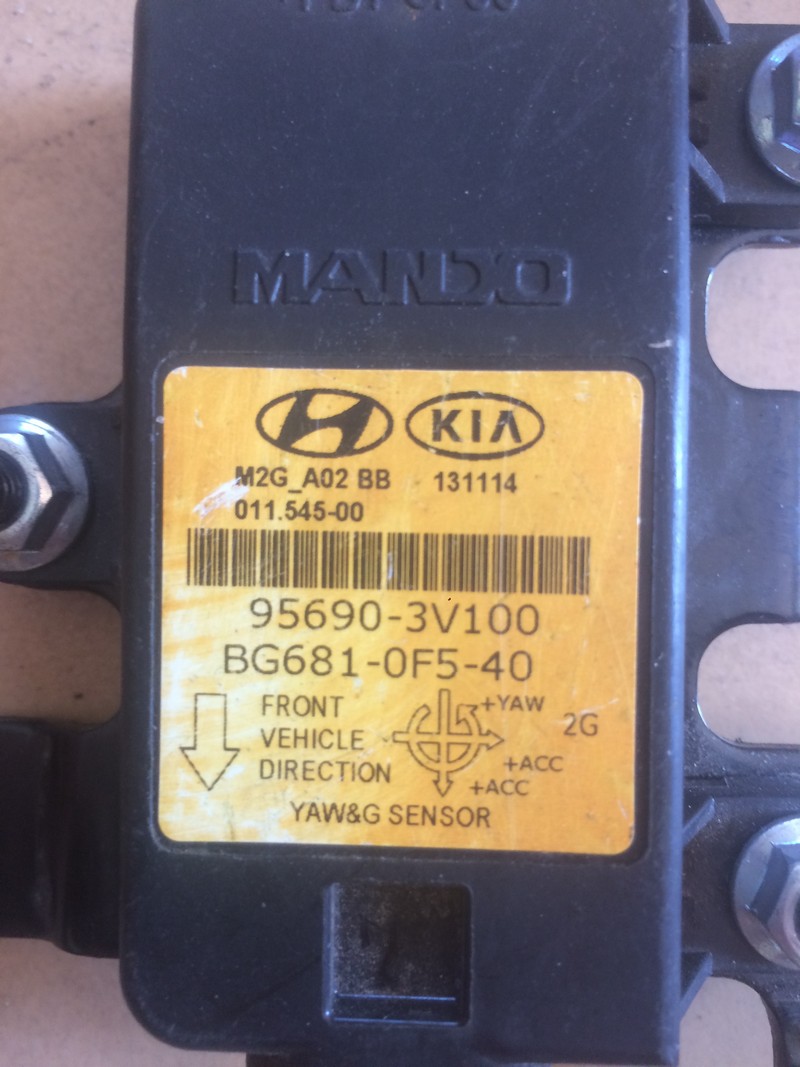 MANDO
KIA
M2G_A02 BB 131114
011.545-00
95690-3V100
BG681-0F5-40
FRONT
VEHICLE
DIRECTION
+YAW
2G
+ACC
+ACC
YAW&G SENSOR